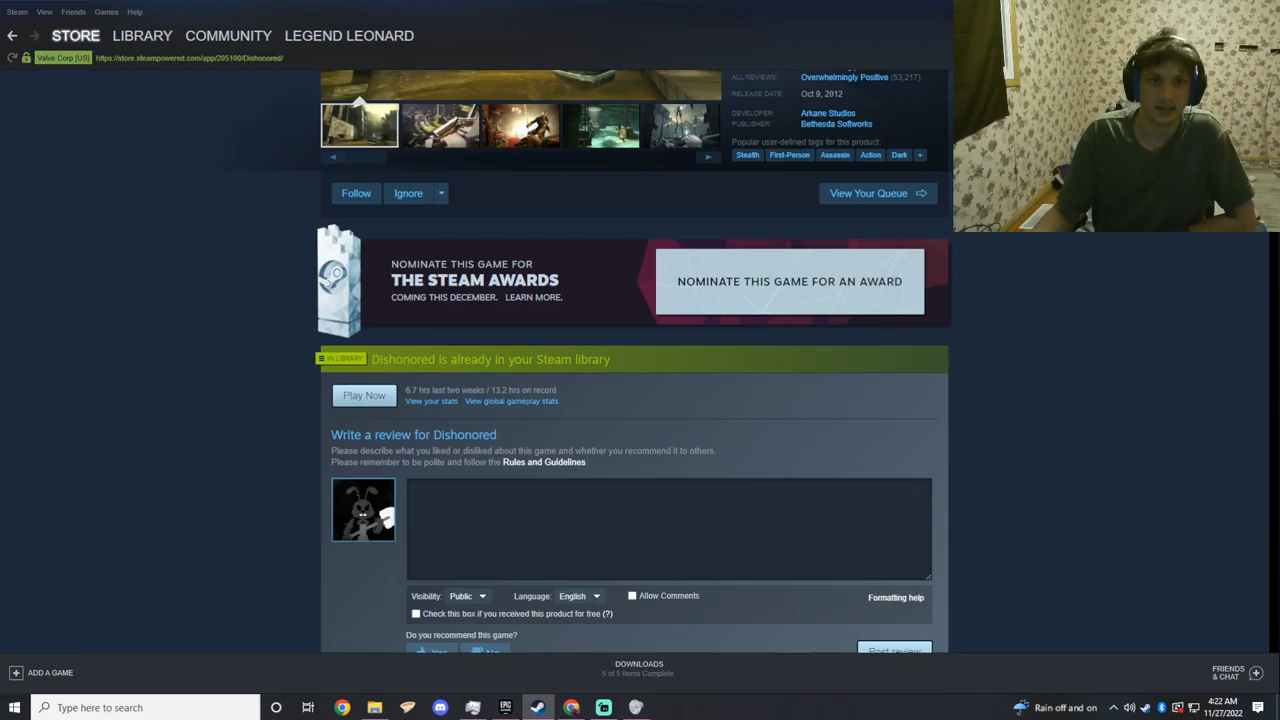 Steam View Friends Games Help
STORE LIBRARY COMMUNITY LEGEND LEONARD
Valve Corp [US] https://store.steampowered.com/app/205100/Dishonored/
ALL REVIEWS: Overwhelmingly Positive (53,217)
RELEASE DATE: Oct 9, 2012
DEVELOPER: Arkane Studios
PUBLISHER: Bethesda Softworks
Popular user-defined tags for this product:
Stealth First-Person Assassin Action Dark +
Follow Ignore View Your Queue
NOMINATE THIS GAME FOR
THE STEAM AWARDS
COMING THIS DECEMBER. LEARN MORE.
NOMINATE THIS GAME FOR AN AWARD
IN LIBRARY Dishonored is already in your Steam library
Play Now
6.7 hrs last two weeks / 13.2 hrs on record
View your stats View global gameplay stats
Write a review for Dishonored
Please describe what you liked or disliked about this game and whether you recommend it to others.
Please remember to be polite and follow the Rules and Guidelines
Visibility: Public Language: English Allow Comments Formatting help
Check this box if you received this product for free (?)
Do you recommend this game?
Yes No Post review
ADD A GAME
DOWNLOADS
5 of 5 Items Complete
FRIENDS
& CHAT
Type here to search
EPIC
Rain off and on
4:22 AM
11/27/2022